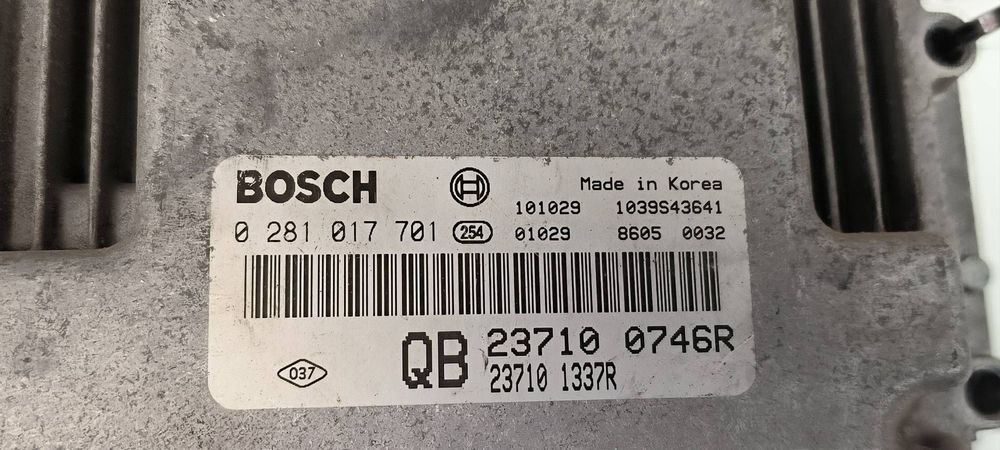 BOSCH Made in Korea
101029 1039S43641
0 281 017 701 254 01029 8605 0032
QB 23710 0746R
037 23710 1337R